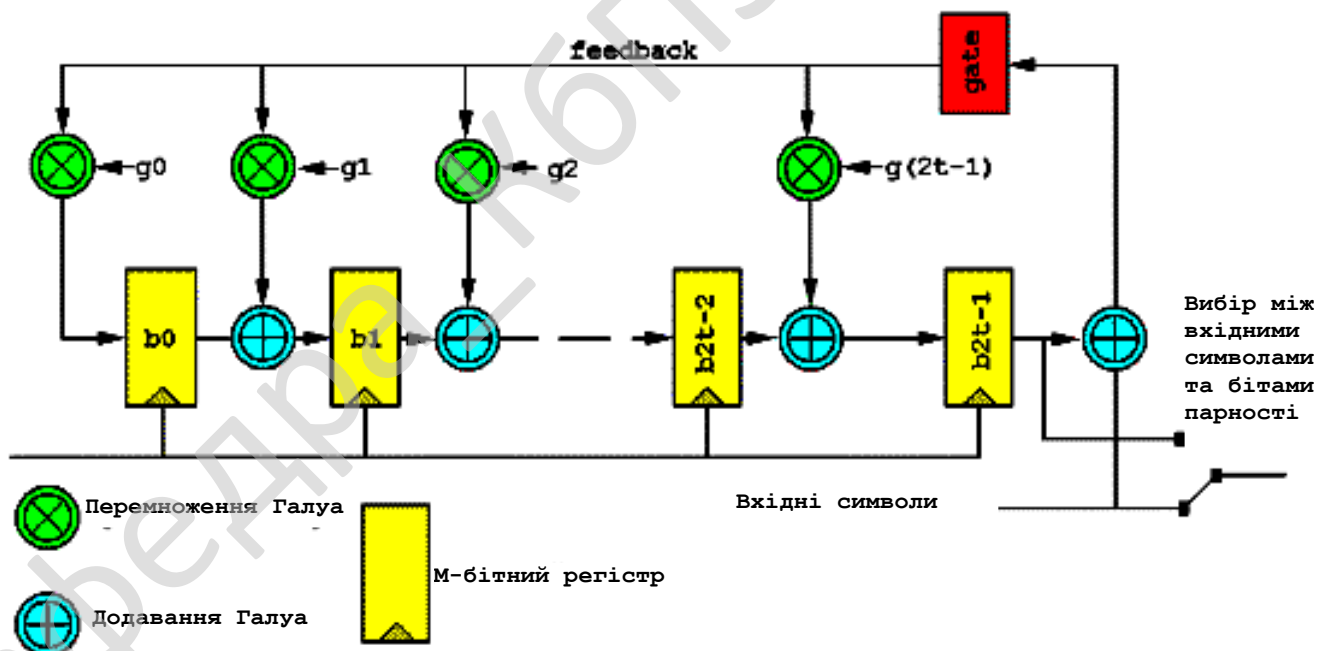 feedback
gate
g0
g1
g2
g(2t-1)
b0
b1
b2t-2
b2t-1
Вибір між
вхідними
символами
та бітами
парності
Вхідні символи
Перемноження Галуа
М-бітний регістр
Додавання Галуа